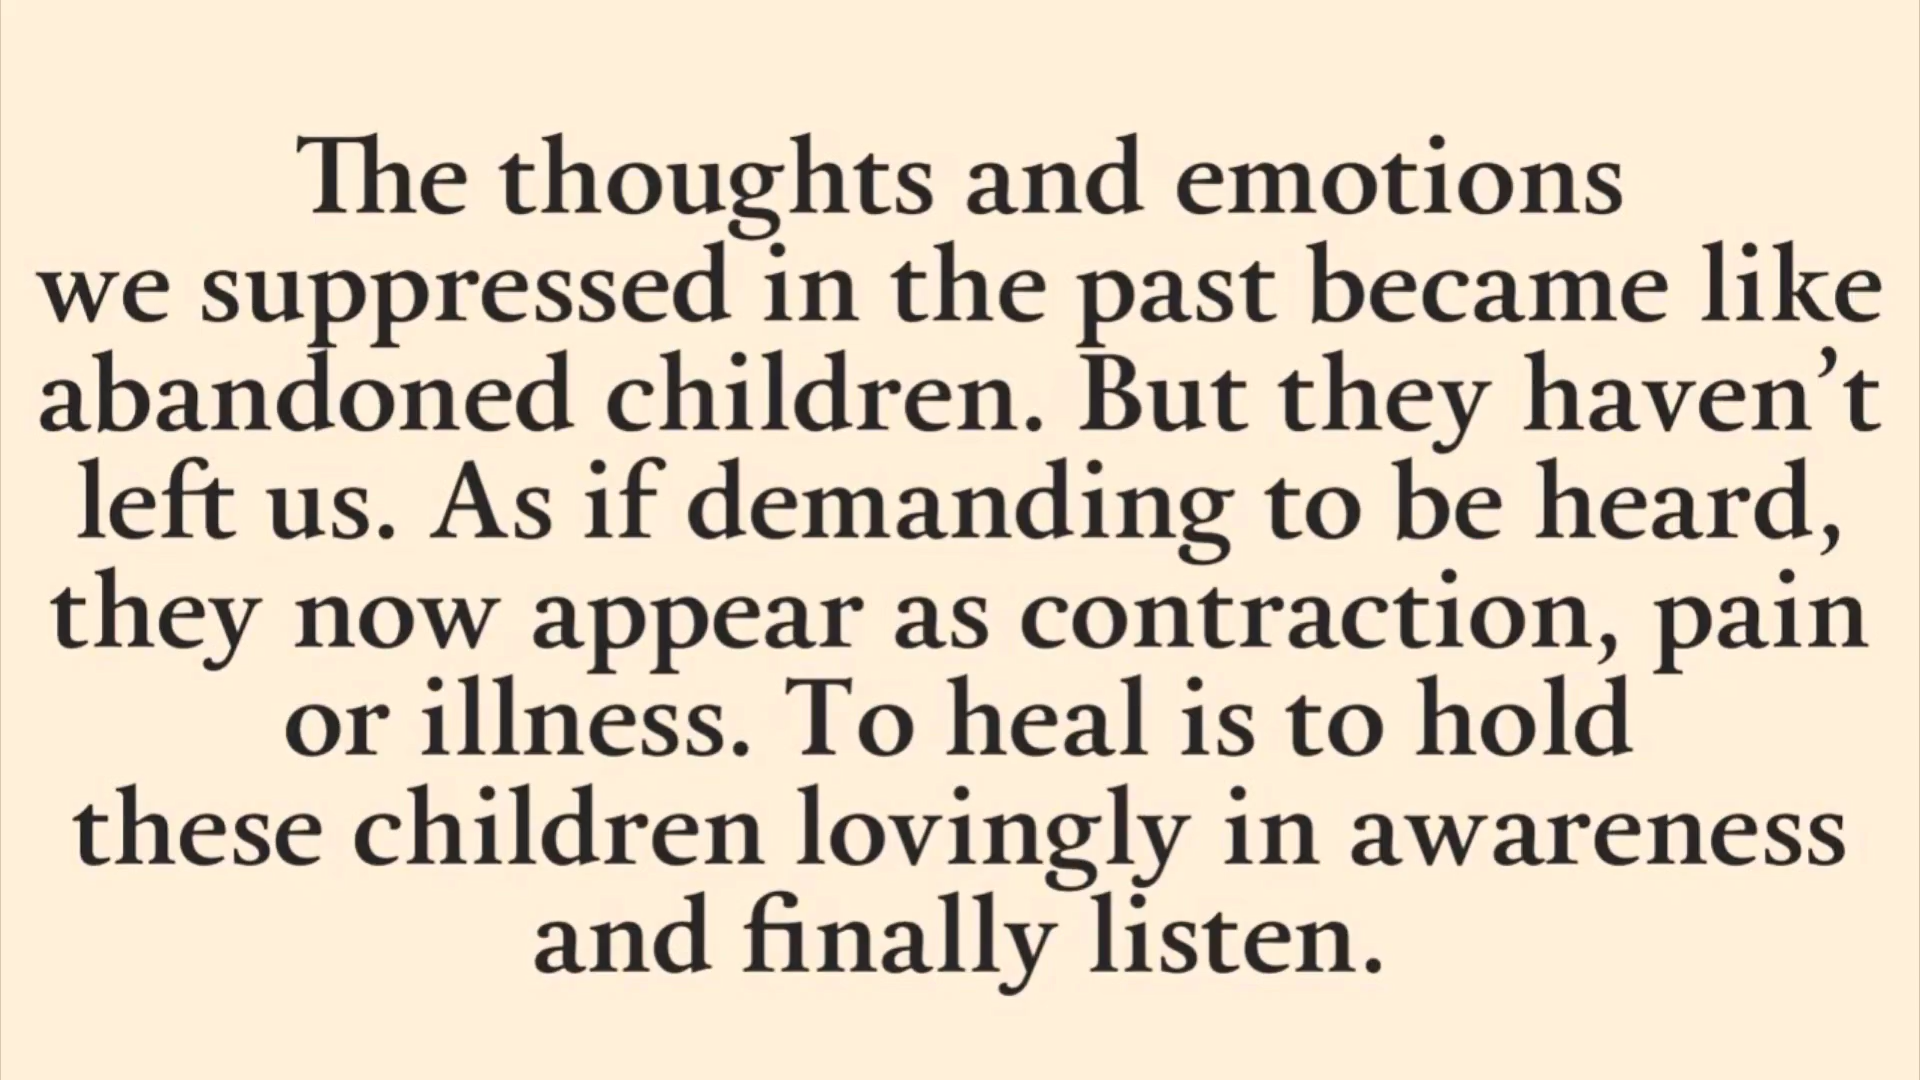 The thoughts and emotions
we suppressed in the past became like
abandoned children. But they haven’t
left us. As if demanding to be heard,
they now appear as contraction, pain
or illness. To heal is to hold
these children lovingly in awareness
and finally listen.